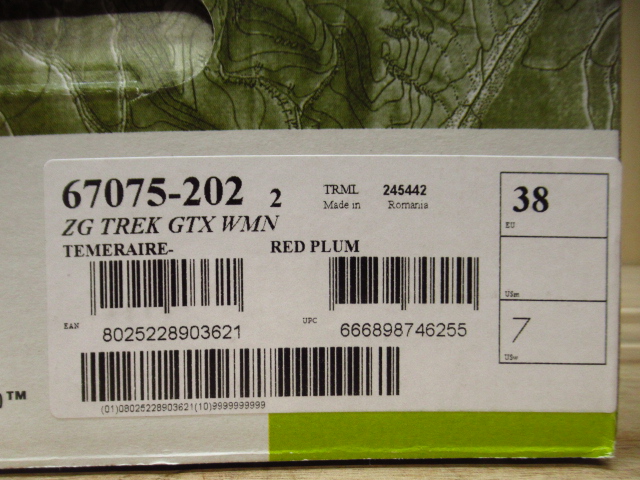 67075-202 2 TRML 245442 38
ZG TREK GTX WMN Made in Romania EU
TEMERAIRE- RED PLUM
USm
EAN 8025228903621 UPC 666898746255 7
USw
(01)08025228903621(10)9999999999
™